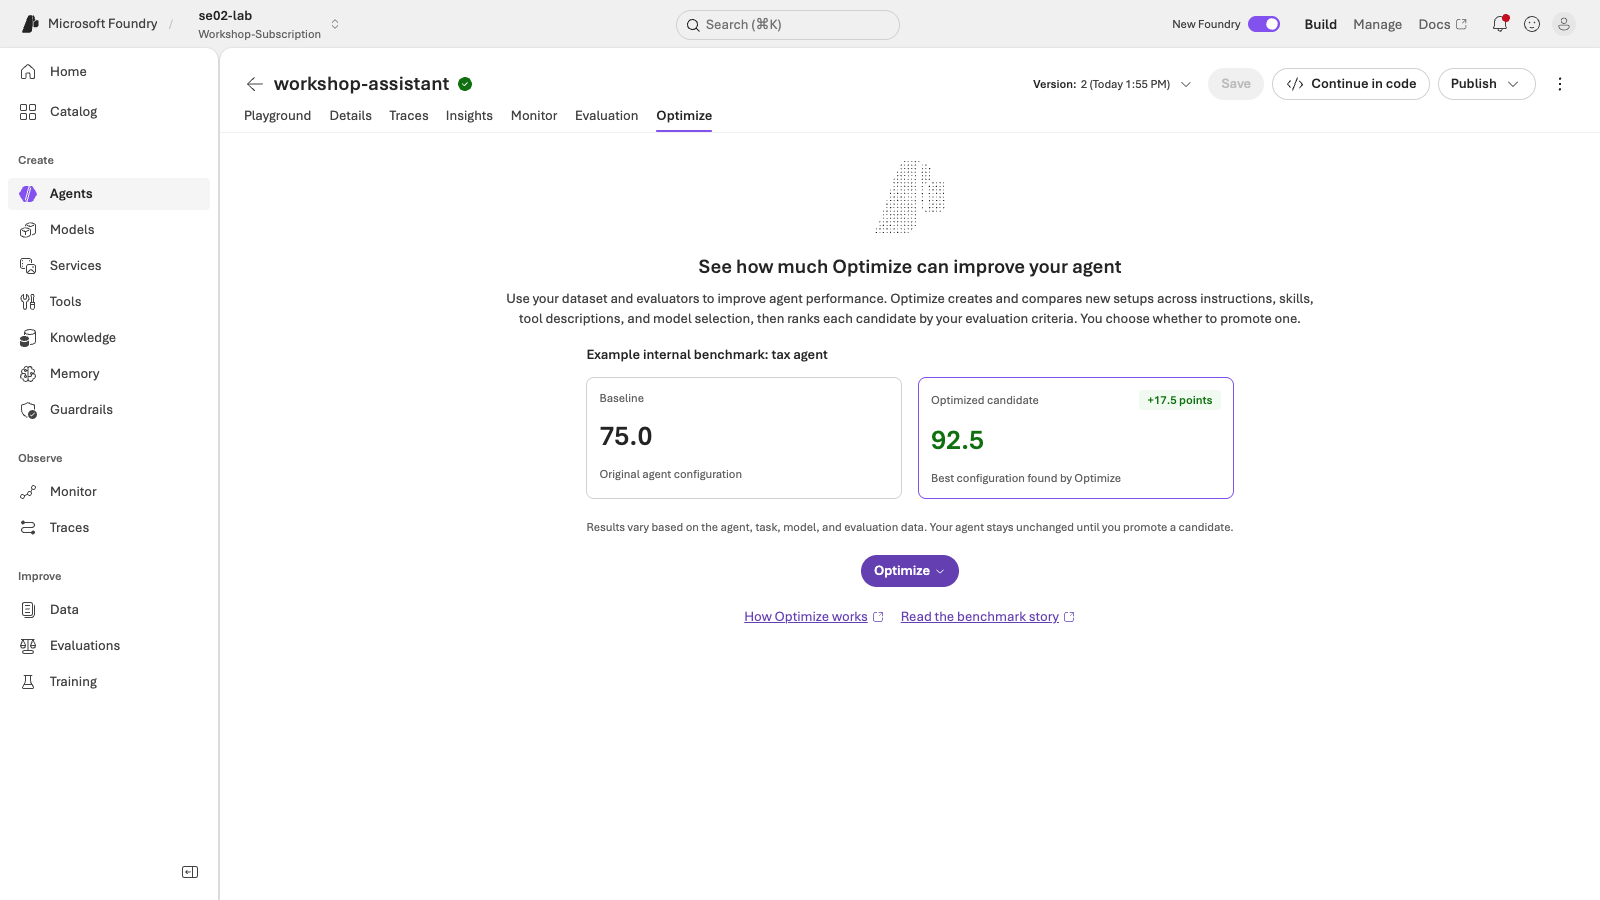 Microsoft Foundry
/
se02-lab
Workshop-Subscription
Search (⌘K)
New Foundry
Build
Manage
Docs
Home
Catalog
Create
Agents
Models
Services
Tools
Knowledge
Memory
Guardrails
Observe
Monitor
Traces
Improve
Data
Evaluations
Training
workshop-assistant
Version: 2 (Today 1:55 PM)
Save
Continue in code
Publish
Playground
Details
Traces
Insights
Monitor
Evaluation
Optimize
See how much Optimize can improve your agent
Use your dataset and evaluators to improve agent performance. Optimize creates and compares new setups across instructions, skills,
tool descriptions, and model selection, then ranks each candidate by your evaluation criteria. You choose whether to promote one.
Example internal benchmark: tax agent
Baseline
75.0
Original agent configuration
Optimized candidate
+17.5 points
92.5
Best configuration found by Optimize
Results vary based on the agent, task, model, and evaluation data. Your agent stays unchanged until you promote a candidate.
Optimize
How Optimize works
Read the benchmark story